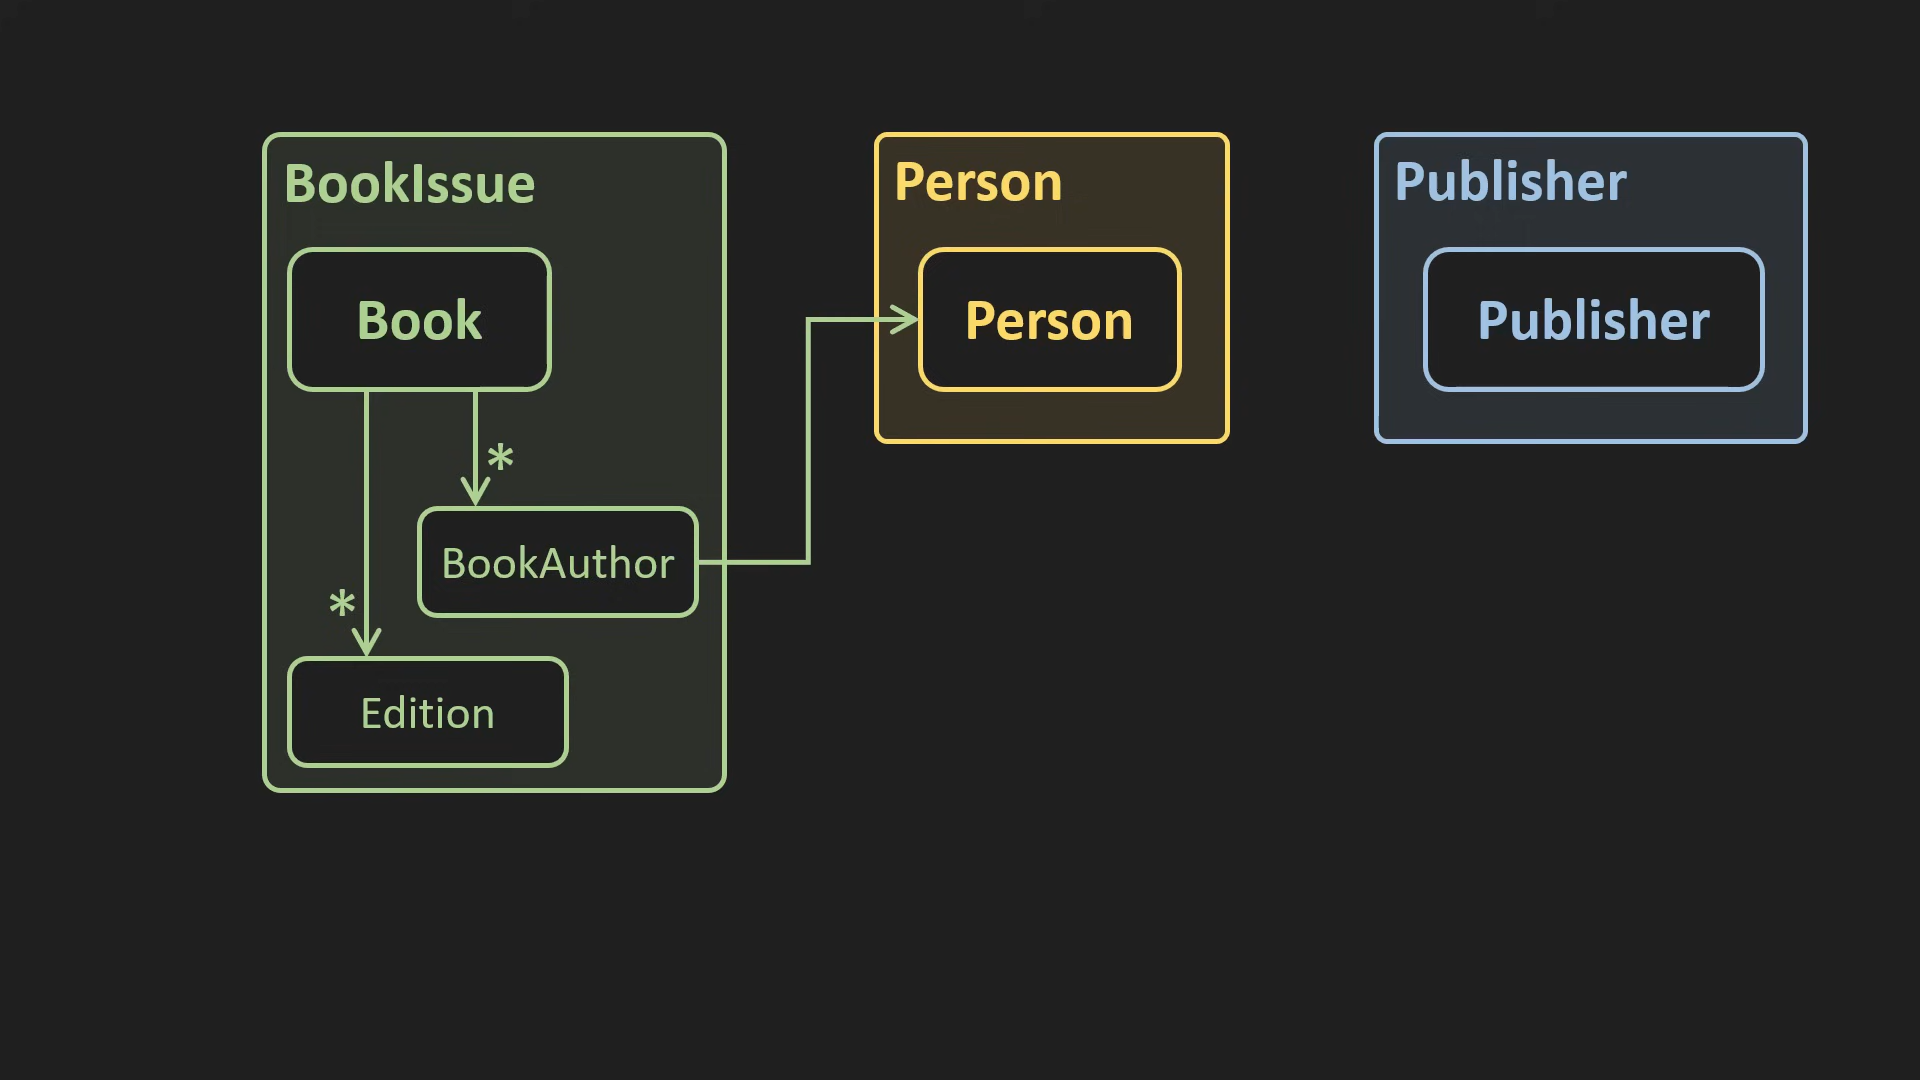 BookIssue
Book
*
BookAuthor
*
Edition
Person
Person
Publisher
Publisher